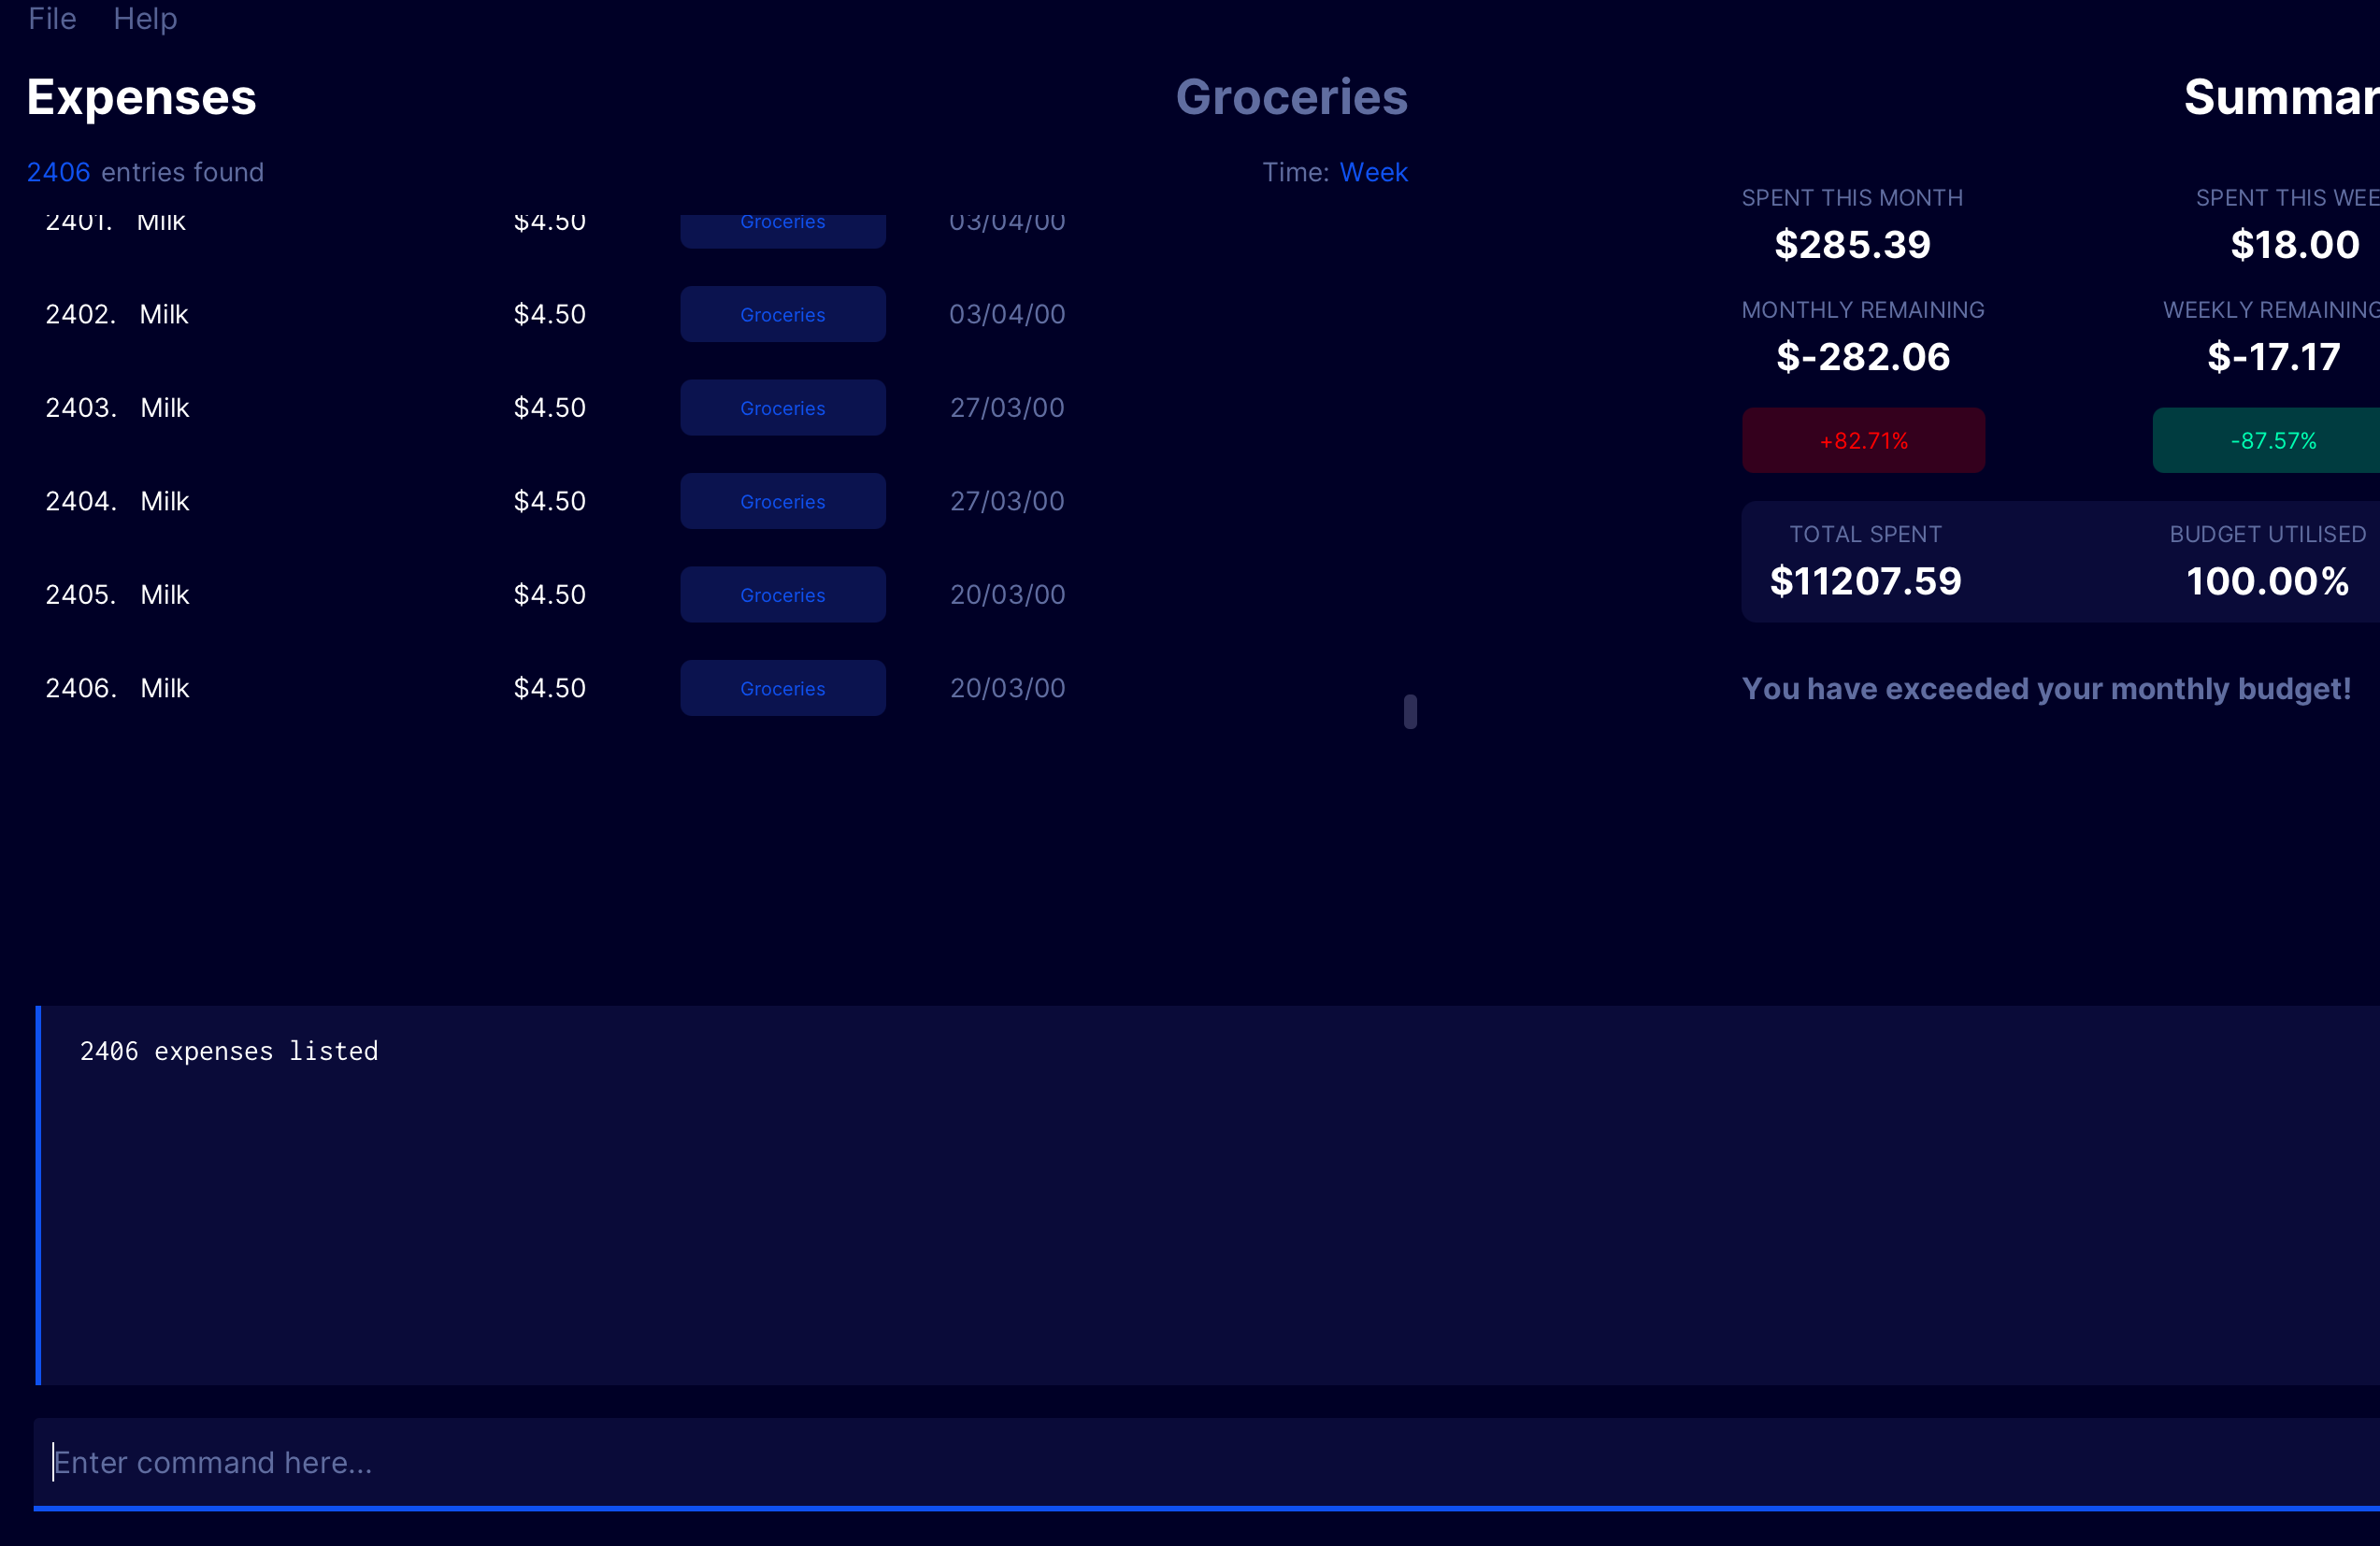 File Help
Expenses Groceries
2406 entries found Time: Week
2401. Milk $4.50 Groceries 03/04/00
2402. Milk $4.50 Groceries 03/04/00
2403. Milk $4.50 Groceries 27/03/00
2404. Milk $4.50 Groceries 27/03/00
2405. Milk $4.50 Groceries 20/03/00
2406. Milk $4.50 Groceries 20/03/00
Summar
SPENT THIS MONTH SPENT THIS WEE
$285.39 $18.00
MONTHLY REMAINING WEEKLY REMAINING
$-282.06 $-17.17
+82.71% -87.57%
TOTAL SPENT BUDGET UTILISED
$11207.59 100.00%
You have exceeded your monthly budget!
2406 expenses listed
Enter command here...